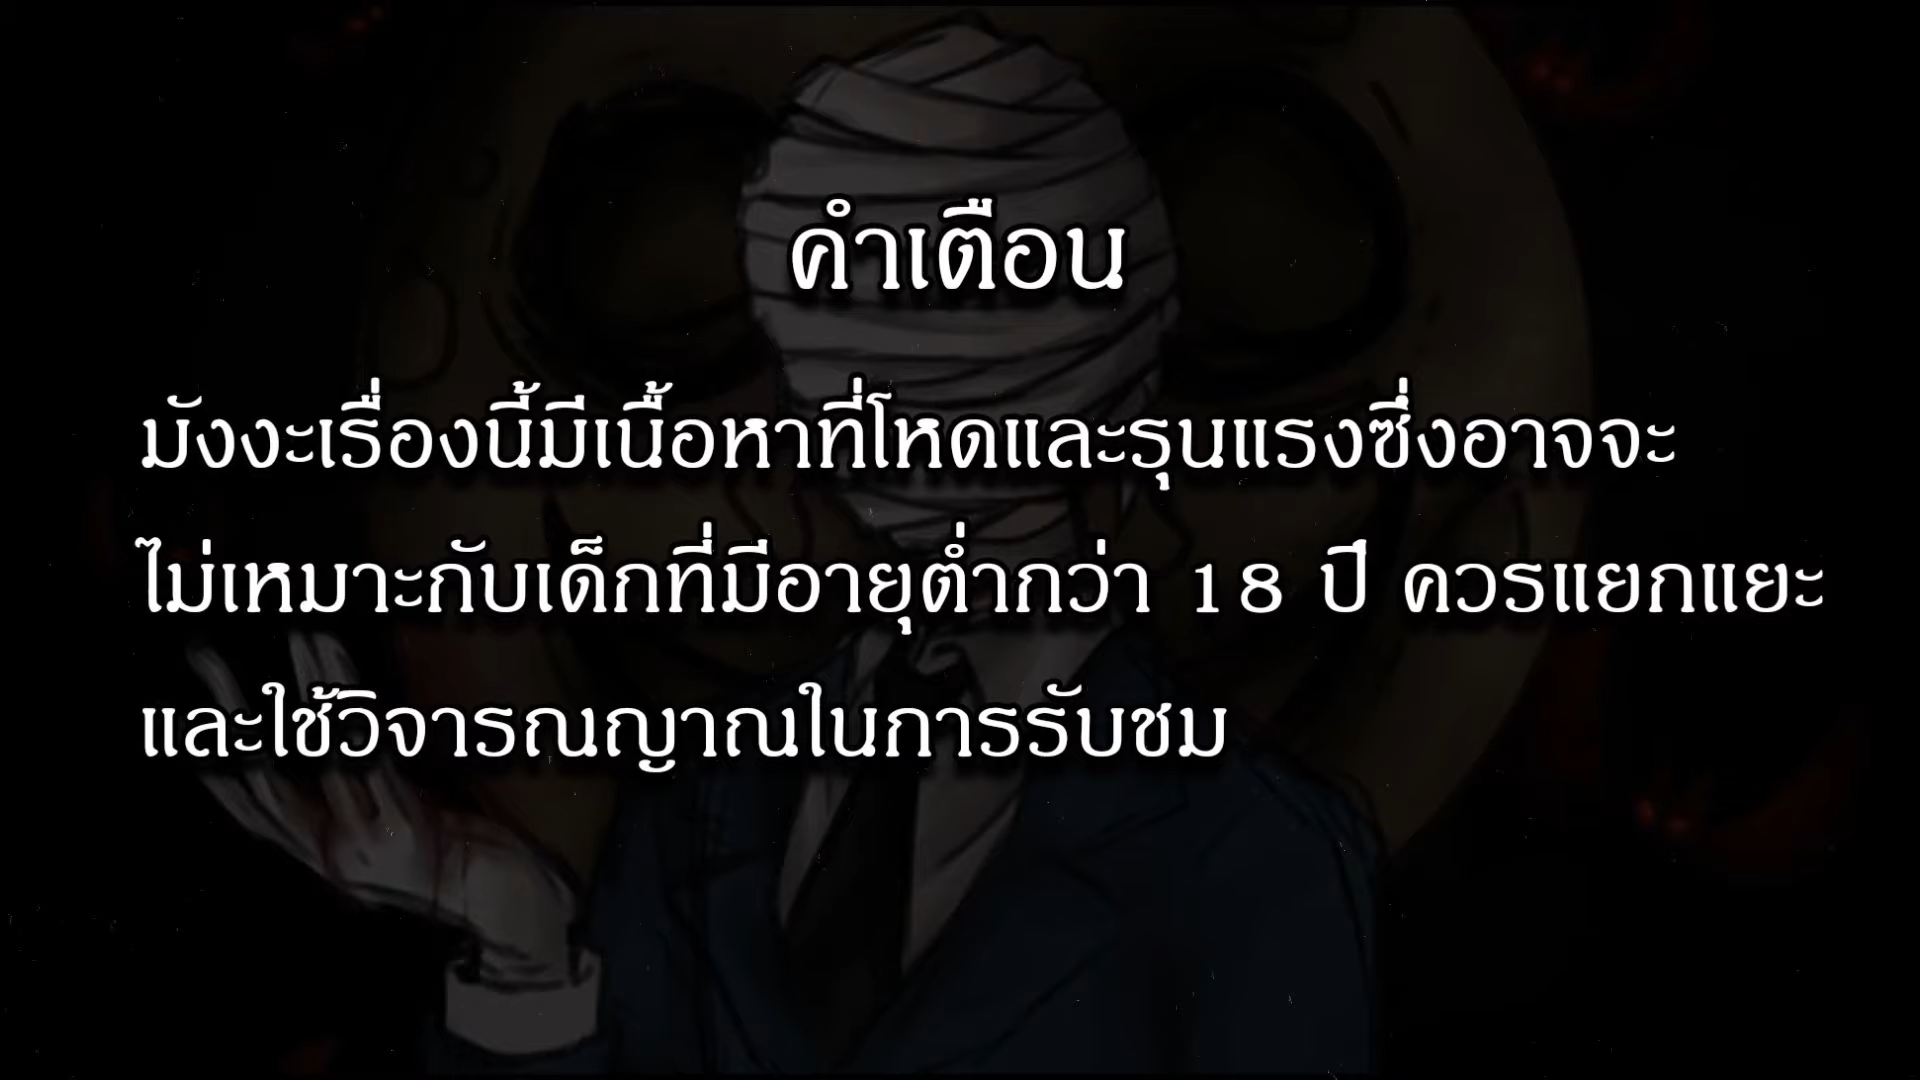 คำเตือน
มังงะเรื่องนี้มีเนื้อหาที่โหดและรุนแรงซึ่งอาจจะ
ไม่เหมาะกับเด็กที่มีอายุต่ำกว่า 18 ปี ควรแยกแยะ
และใช้วิจารณญาณในการรับชม